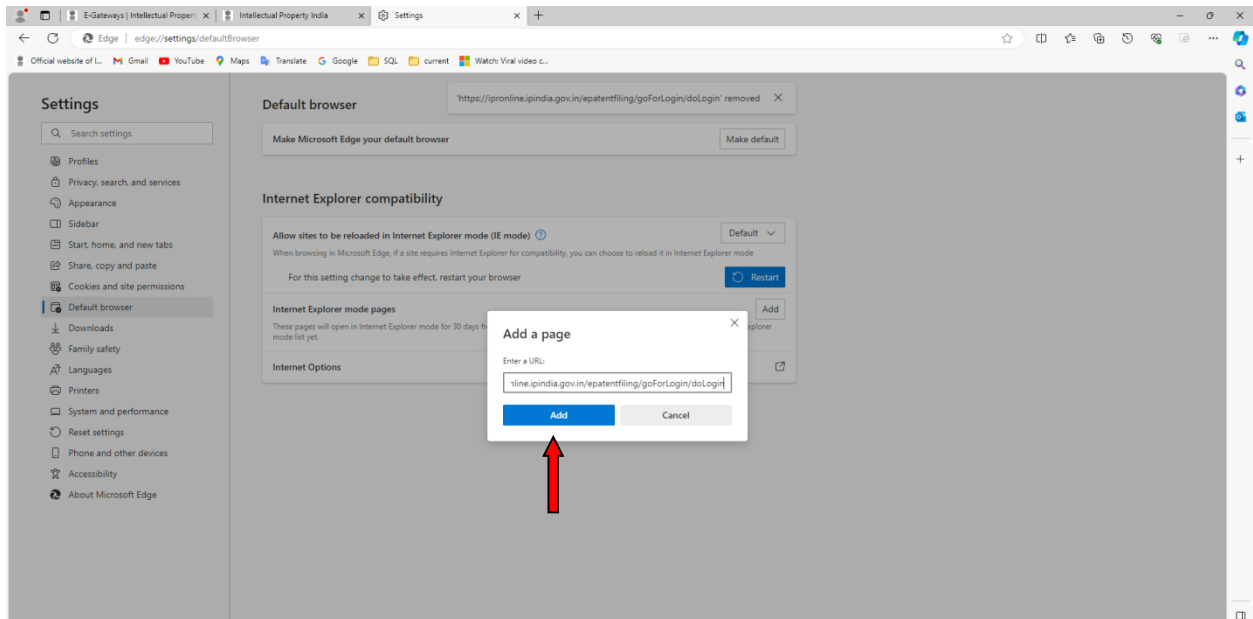 E-Gateways | Intellectual Propert
Intellectual Property India
Settings
Edge | edge://settings/defaultBrowser
Official website of I...
Gmail
YouTube
Maps
Translate
Google
SQL
current
Watch: Viral video c...
Settings
Search settings
Profiles
Privacy, search, and services
Appearance
Sidebar
Start, home, and new tabs
Share, copy and paste
Cookies and site permissions
Default browser
Downloads
Family safety
Languages
Printers
System and performance
Reset settings
Phone and other devices
Accessibility
About Microsoft Edge
Default browser
'https://ipronline.ipindia.gov.in/epatentfiling/goForLogin/doLogin' removed
Make Microsoft Edge your default browser
Make default
Internet Explorer compatibility
Allow sites to be reloaded in Internet Explorer mode (IE mode)
Default
When browsing in Microsoft Edge, if a site requires Internet Explorer for compatibility, you can choose to reload it in Internet Explorer mode
For this setting change to take effect, restart your browser
Restart
Internet Explorer mode pages
Add
These pages will open in Internet Explorer mode for 30 days
mode list yet.
Internet Options
Add a page
Enter a URL:
line.ipindia.gov.in/epatentfiling/goForLogin/doLogin
Add
Cancel